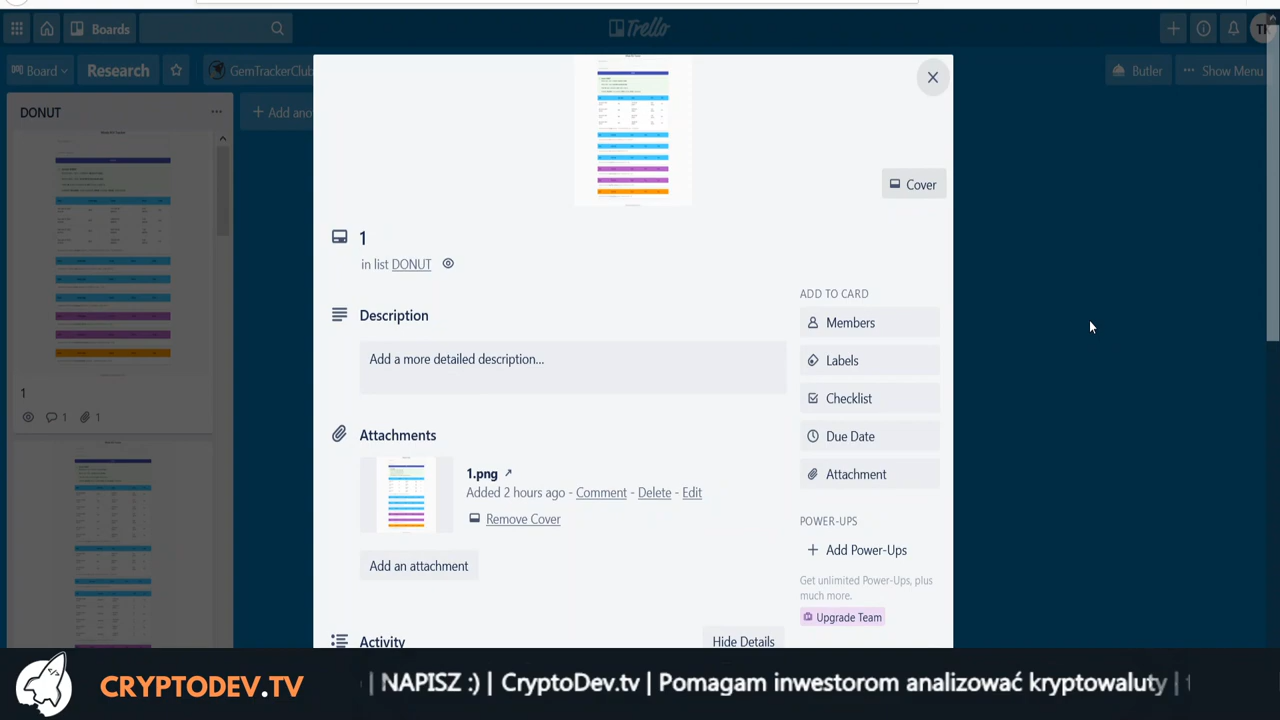 Boards
Trello
Board
Research
GemTrackerClub
Butler
Show Menu
DONUT
+ Add
1
1
1
Cover
1
in list DONUT
Description
Add a more detailed description...
Attachments
1.png
Added 2 hours ago - Comment - Delete - Edit
Remove Cover
Add an attachment
Activity
Hide Details
ADD TO CARD
Members
Labels
Checklist
Due Date
Attachment
POWER-UPS
+ Add Power-Ups
Get unlimited Power-Ups, plus
much more.
Upgrade Team
CRYPTODEV.TV
| NAPISZ :) | CryptoDev.tv | Pomagam inwestorom analizować kryptowaluty |